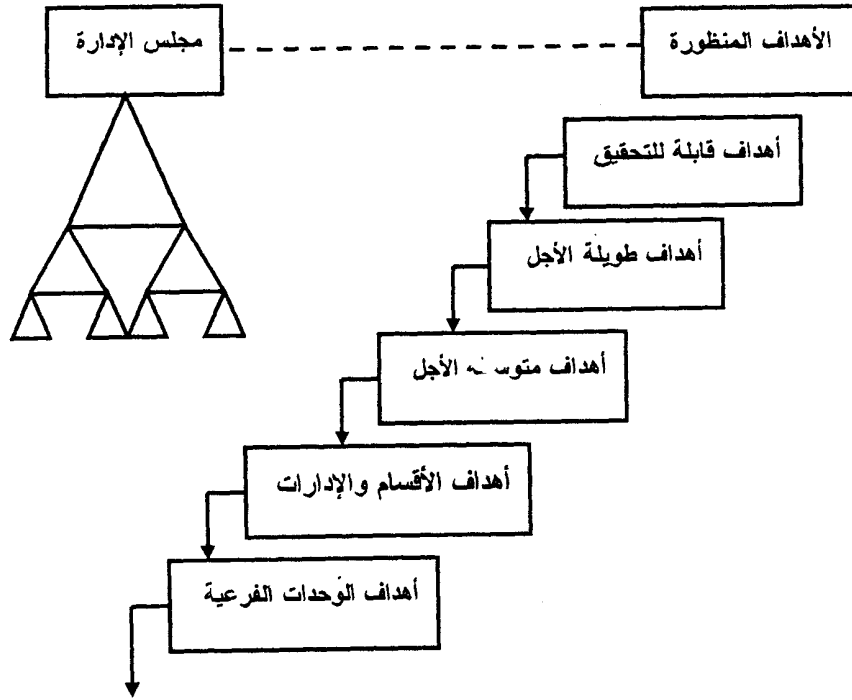 الأهداف المنظورة
مجلس الإدارة
أهداف قابلة للتحقيق
أهداف طويلة الأجل
أهداف الأجل
أهداف الأقسام والإدارات
أهداف الوحدات الفرعية